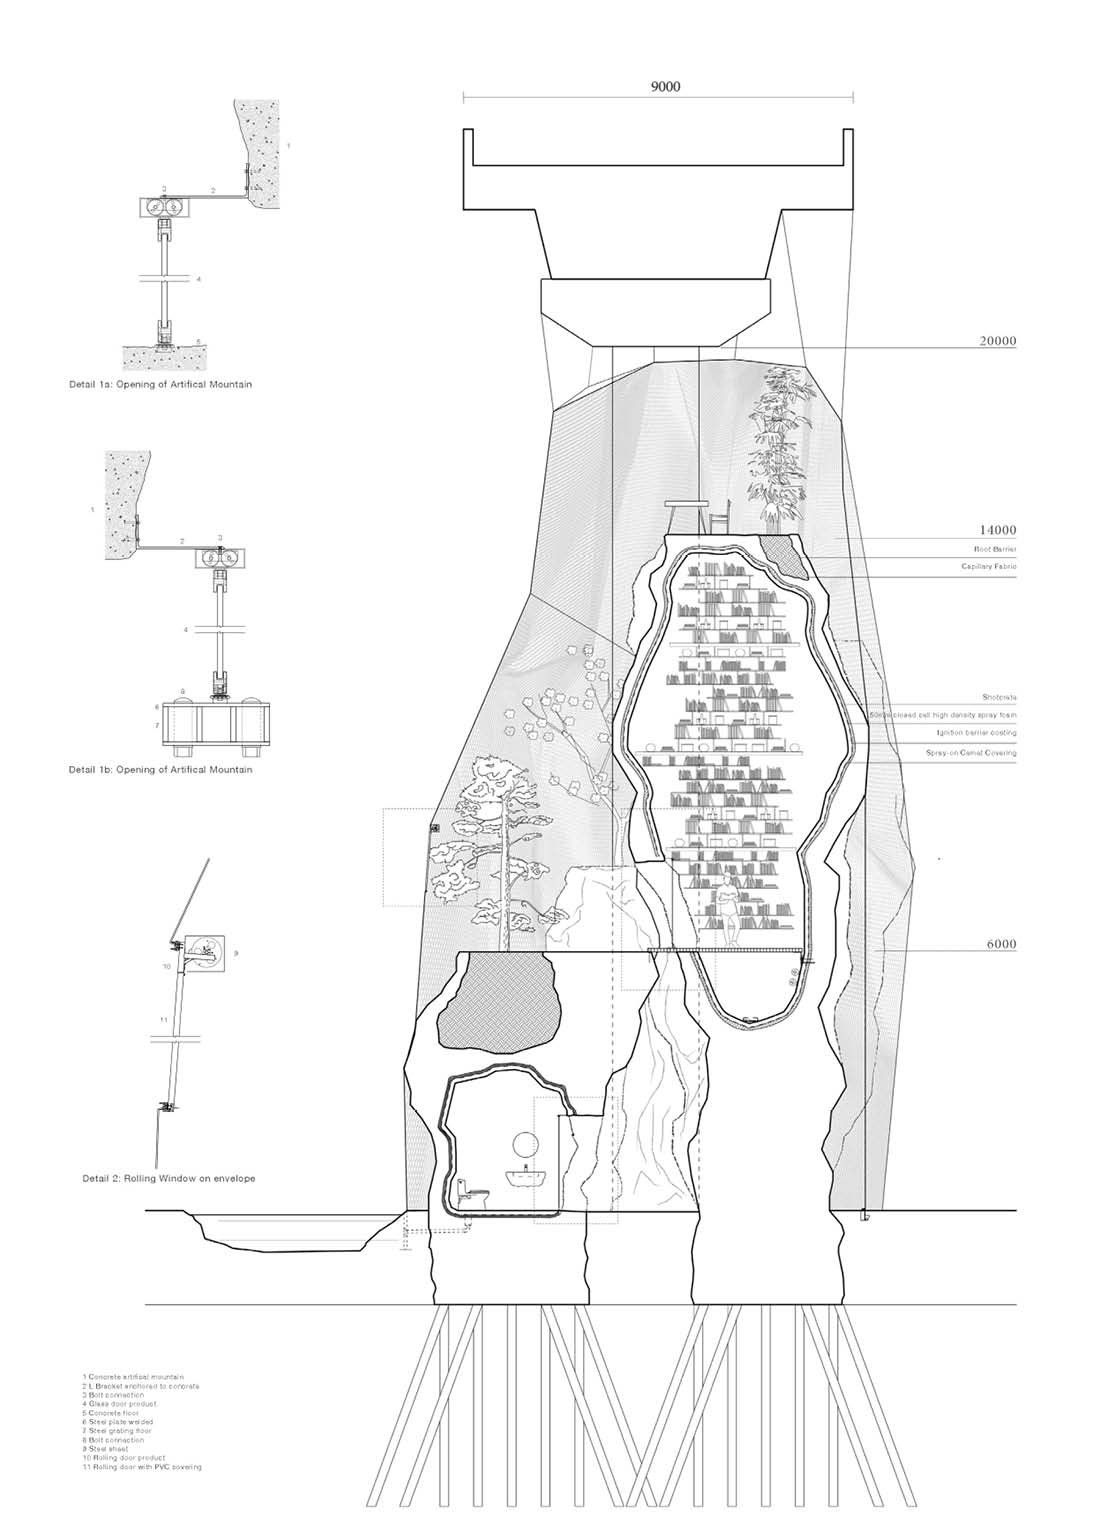 9000
1
3
2
4
5
Detail 1a: Opening of Artifical Mountain
20000
14000
Root Barrier
Capillary Fabric
1
2
3
4
8
6
7
Detail 1b: Opening of Artifical Mountain
Shotcrete
50mm closed cell high density spray foam
Ignition barrier coating
Spray-on Cemat Covering
6000
9
10
11
Detail 2: Rolling Window on envelope
1 Concrete artifical mountain
2 L Bracket anchored to concrete
3 Bolt connection
4 Glass door product
5 Concrete floor
6 Steel plate welded
7 Steel grating floor
8 Bolt connection
9 Steel sheet
10 Rolling door product
11 Rolling door with PVC covering